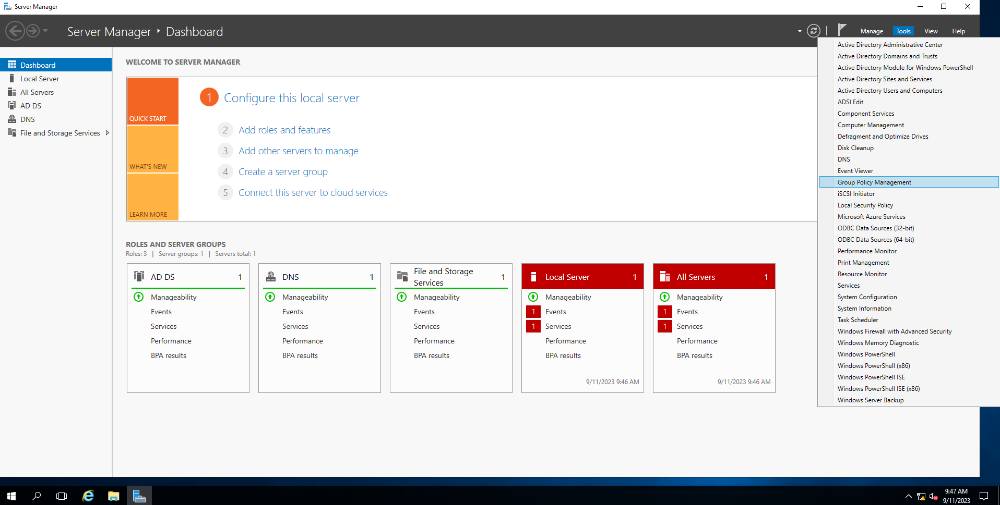 Server Manager
Server Manager ‣ Dashboard
Manage Tools View Help
Dashboard
Local Server
All Servers
AD DS
DNS
File and Storage Services
WELCOME TO SERVER MANAGER
QUICK START
WHAT'S NEW
LEARN MORE
1 Configure this local server
2 Add roles and features
3 Add other servers to manage
4 Create a server group
5 Connect this server to cloud services
ROLES AND SERVER GROUPS
Roles: 3 | Server groups: 1 | Servers total: 1
AD DS 1
Manageability
Events
Services
Performance
BPA results
DNS 1
Manageability
Events
Services
Performance
BPA results
File and Storage
Services 1
Manageability
Events
Services
Performance
BPA results
Local Server 1
Manageability
1 Events
1 Services
Performance
BPA results
9/11/2023 9:46 AM
All Servers 1
Manageability
1 Events
1 Services
Performance
BPA results
9/11/2023 9:46 AM
Active Directory Administrative Center
Active Directory Domains and Trusts
Active Directory Module for Windows PowerShell
Active Directory Sites and Services
Active Directory Users and Computers
ADSI Edit
Component Services
Computer Management
Defragment and Optimize Drives
Disk Cleanup
DNS
Event Viewer
Group Policy Management
iSCSI Initiator
Local Security Policy
Microsoft Azure Services
ODBC Data Sources (32-bit)
ODBC Data Sources (64-bit)
Performance Monitor
Print Management
Resource Monitor
Services
System Configuration
System Information
Task Scheduler
Windows Firewall with Advanced Security
Windows Memory Diagnostic
Windows PowerShell
Windows PowerShell (x86)
Windows PowerShell ISE
Windows PowerShell ISE (x86)
Windows Server Backup
9:47 AM
9/11/2023